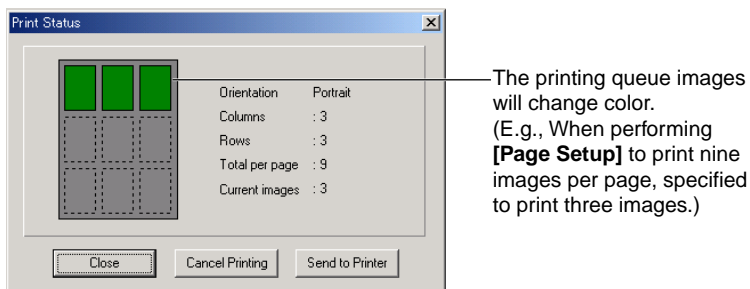 Print Status
Orientation Portrait
Columns : 3
Rows : 3
Total per page : 9
Current images : 3
Close Cancel Printing Send to Printer
The printing queue images
will change color.
(E.g., When performing
[Page Setup] to print nine
images per page, specified
to print three images.)